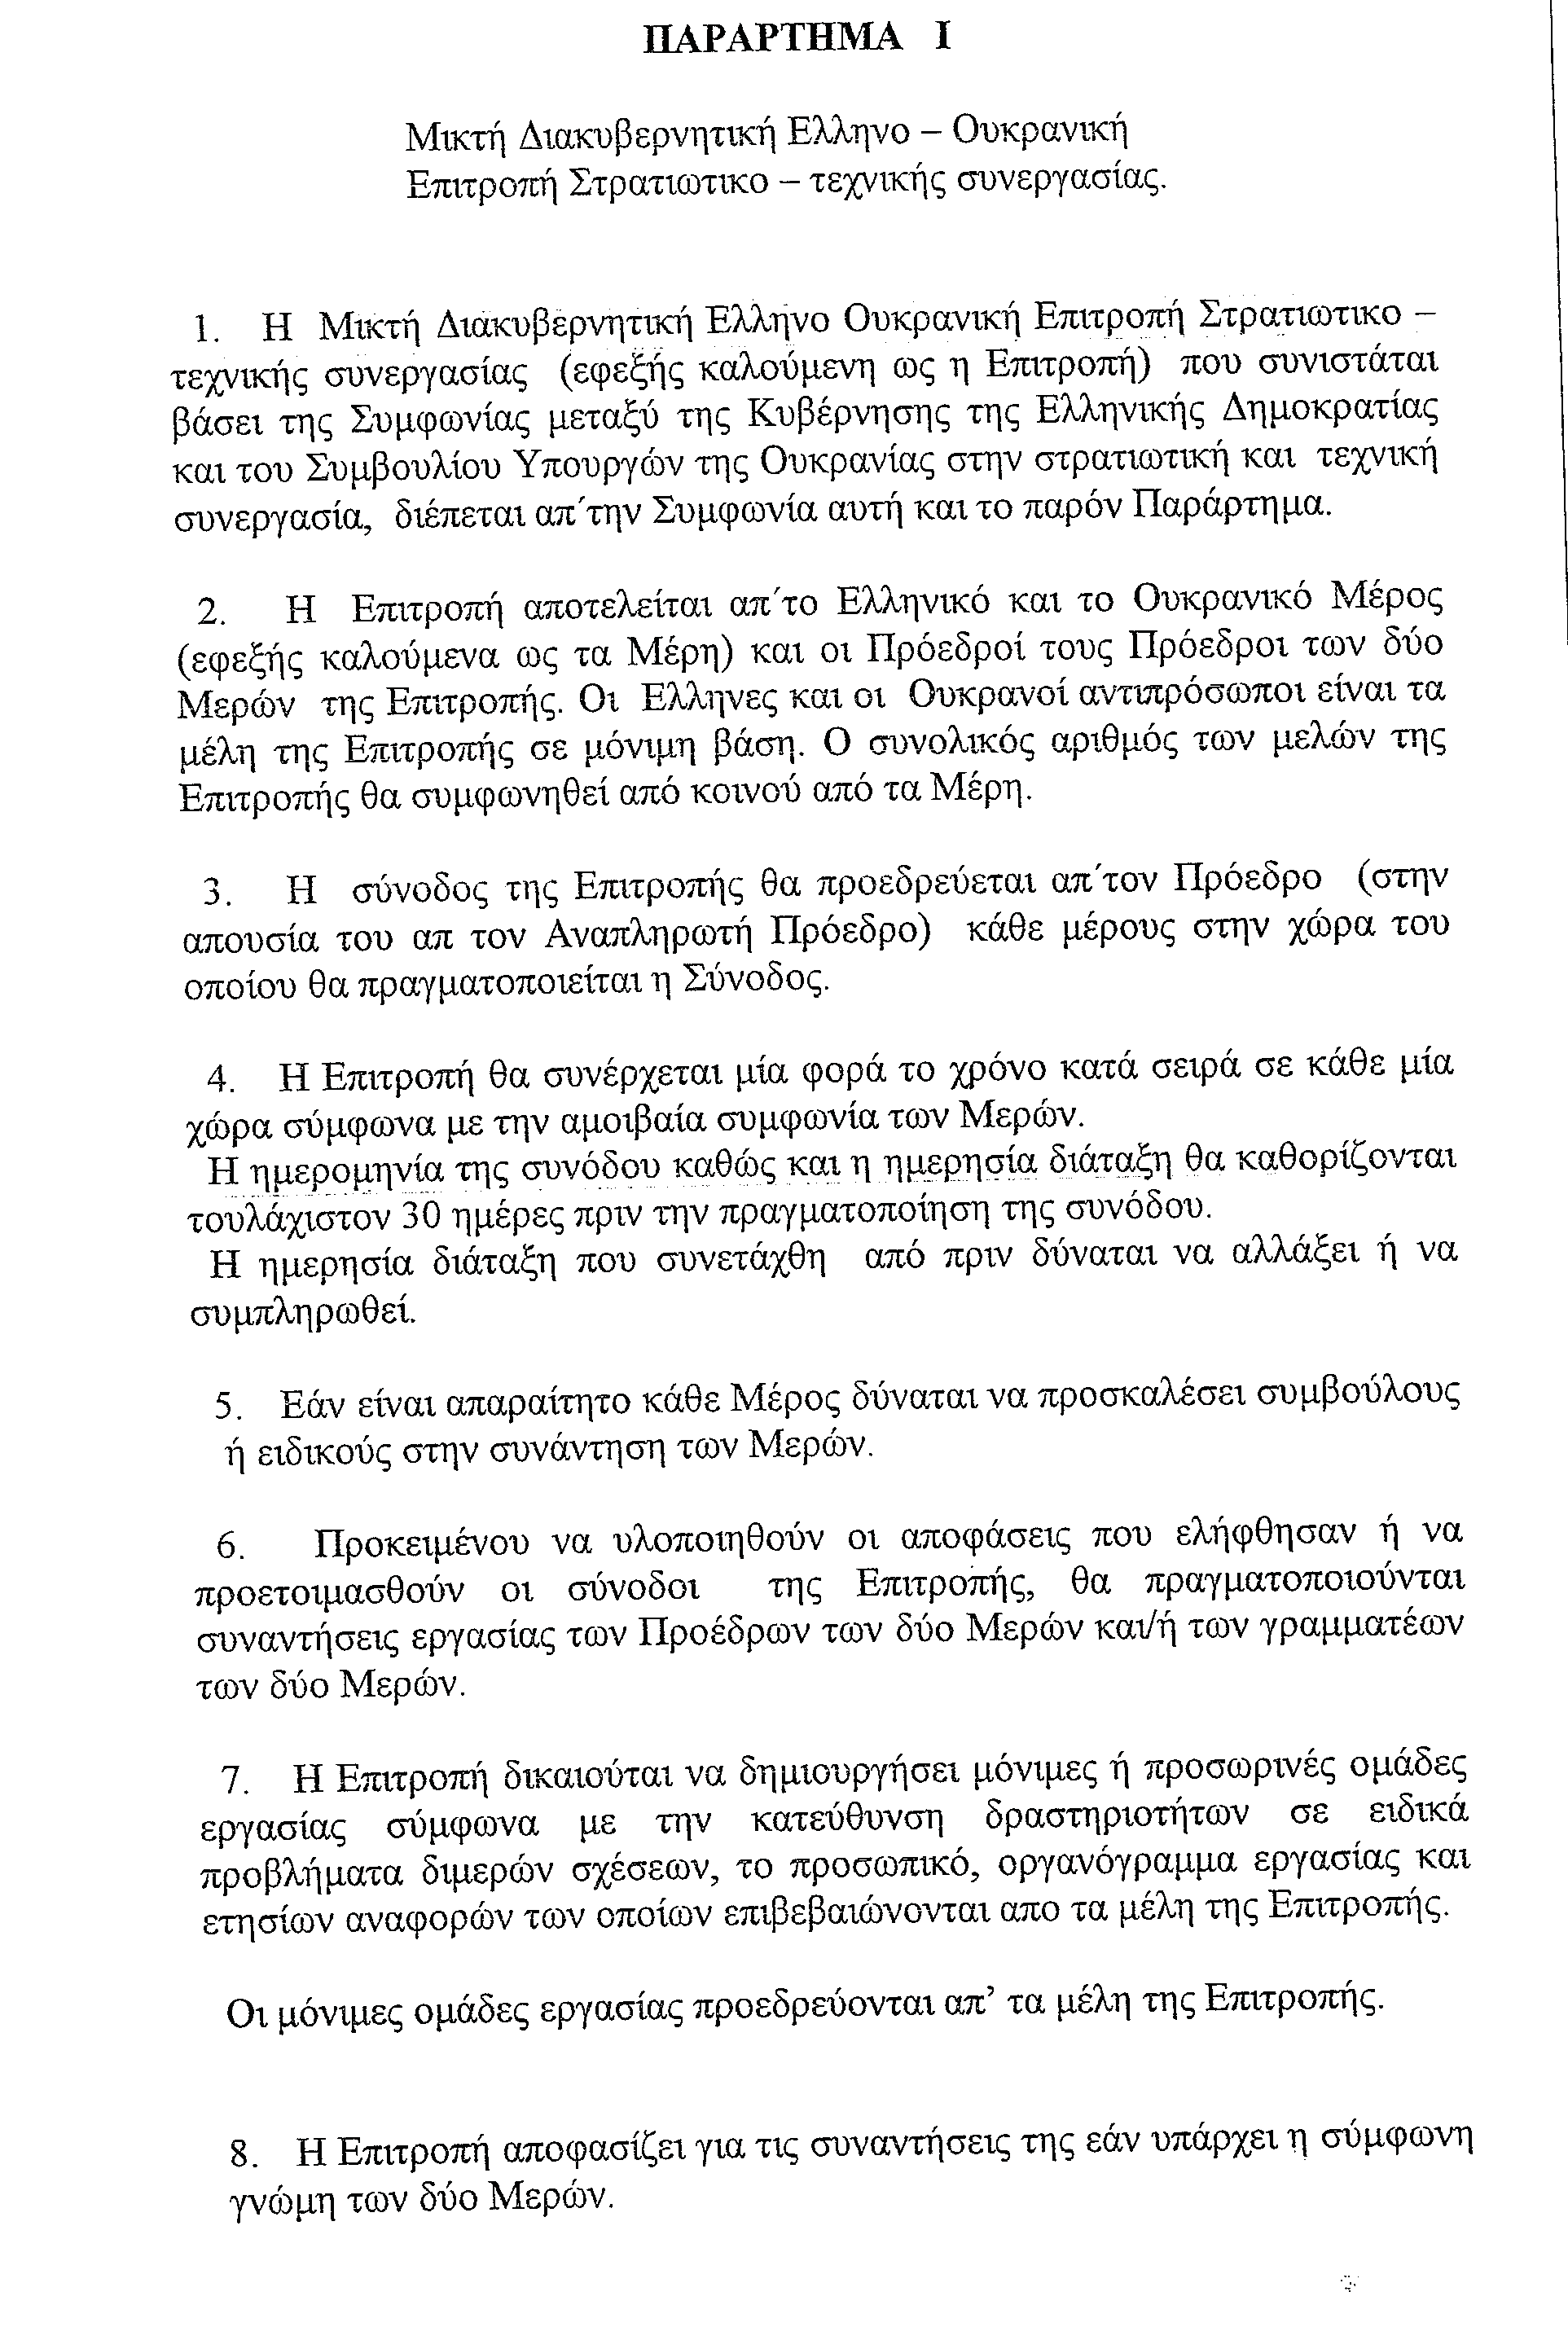 ΠΑΡΑΡΤΗΜΑ Ι
Μικτή Διακυβερνητική Ελληνο – Ουκρανική
Επιτροπή Στρατιωτικο – τεχνικής συνεργασίας.
1. Η Μικτή Διακυβερνητική Ελληνο Ουκρανική Επιτροπή Στρατιωτικο –
τεχνικής συνεργασίας (εφεξής καλούμενη ως η Επιτροπή) που συνιστάται
βάσει της Συμφωνίας μεταξύ της Κυβέρνησης της Ελληνικής Δημοκρατίας
και του Συμβουλίου Υπουργών της Ουκρανίας στην στρατιωτική και τεχνική
συνεργασία, διέπεται απ΄την Συμφωνία αυτή και το παρόν Παράρτημα.
2. Η Επιτροπή αποτελείται απ΄το Ελληνικό και το Ουκρανικό Μέρος
(εφεξής καλούμενα ως τα Μέρη) και οι Πρόεδροί τους Πρόεδροι των δύο
Μερών της Επιτροπής. Οι Ελληνες και οι Ουκρανοί αντιπρόσωποι είναι τα
μέλη της Επιτροπής σε μόνιμη βάση. Ο συνολικός αριθμός των μελών της
Επιτροπής θα συμφωνηθεί από κοινού από τα Μέρη.
3. Η σύνοδος της Επιτροπής θα προεδρεύεται απ΄τον Πρόεδρο (στην
απουσία του απ τον Αναπληρωτή Πρόεδρο) κάθε μέρους στην χώρα του
οποίου θα πραγματοποιείται η Σύνοδος.
4. Η Επιτροπή θα συνέρχεται μία φορά το χρόνο κατά σειρά σε κάθε μία
χώρα σύμφωνα με την αμοιβαία συμφωνία των Μερών.
Η ημερομηνία της συνόδου καθώς και η ημερησία διάταξη θα καθορίζονται
τουλάχιστον 30 ημέρες πριν την πραγματοποίηση της συνόδου.
Η ημερησία διάταξη που συνετάχθη από πριν δύναται να αλλάξει ή να
συμπληρωθεί.
5. Εάν είναι απαραίτητο κάθε Μέρος δύναται να προσκαλέσει συμβούλους
ή ειδικούς στην συνάντηση των Μερών.
6. Προκειμένου να υλοποιηθούν οι αποφάσεις που ελήφθησαν ή να
προετοιμασθούν οι σύνοδοι της Επιτροπής, θα πραγματοποιούνται
συναντήσεις εργασίας των Προέδρων των δύο Μερών και/ή των γραμματέων
των δύο Μερών.
7. Η Επιτροπή δικαιούται να δημιουργήσει μόνιμες ή προσωρινές ομάδες
εργασίας σύμφωνα με την κατεύθυνση δραστηριοτήτων σε ειδικά
προβλήματα διμερών σχέσεων, το προσωπικό, οργανόγραμμα εργασίας και
ετησίων αναφορών των οποίων επιβεβαιώνονται απο τα μέλη της Επιτροπής.
Οι μόνιμες ομάδες εργασίας προεδρεύονται απ’ τα μέλη της Επιτροπής.
8. Η Επιτροπή αποφασίζει για τις συναντήσεις της εάν υπάρχει η σύμφωνη
γνώμη των δύο Μερών.